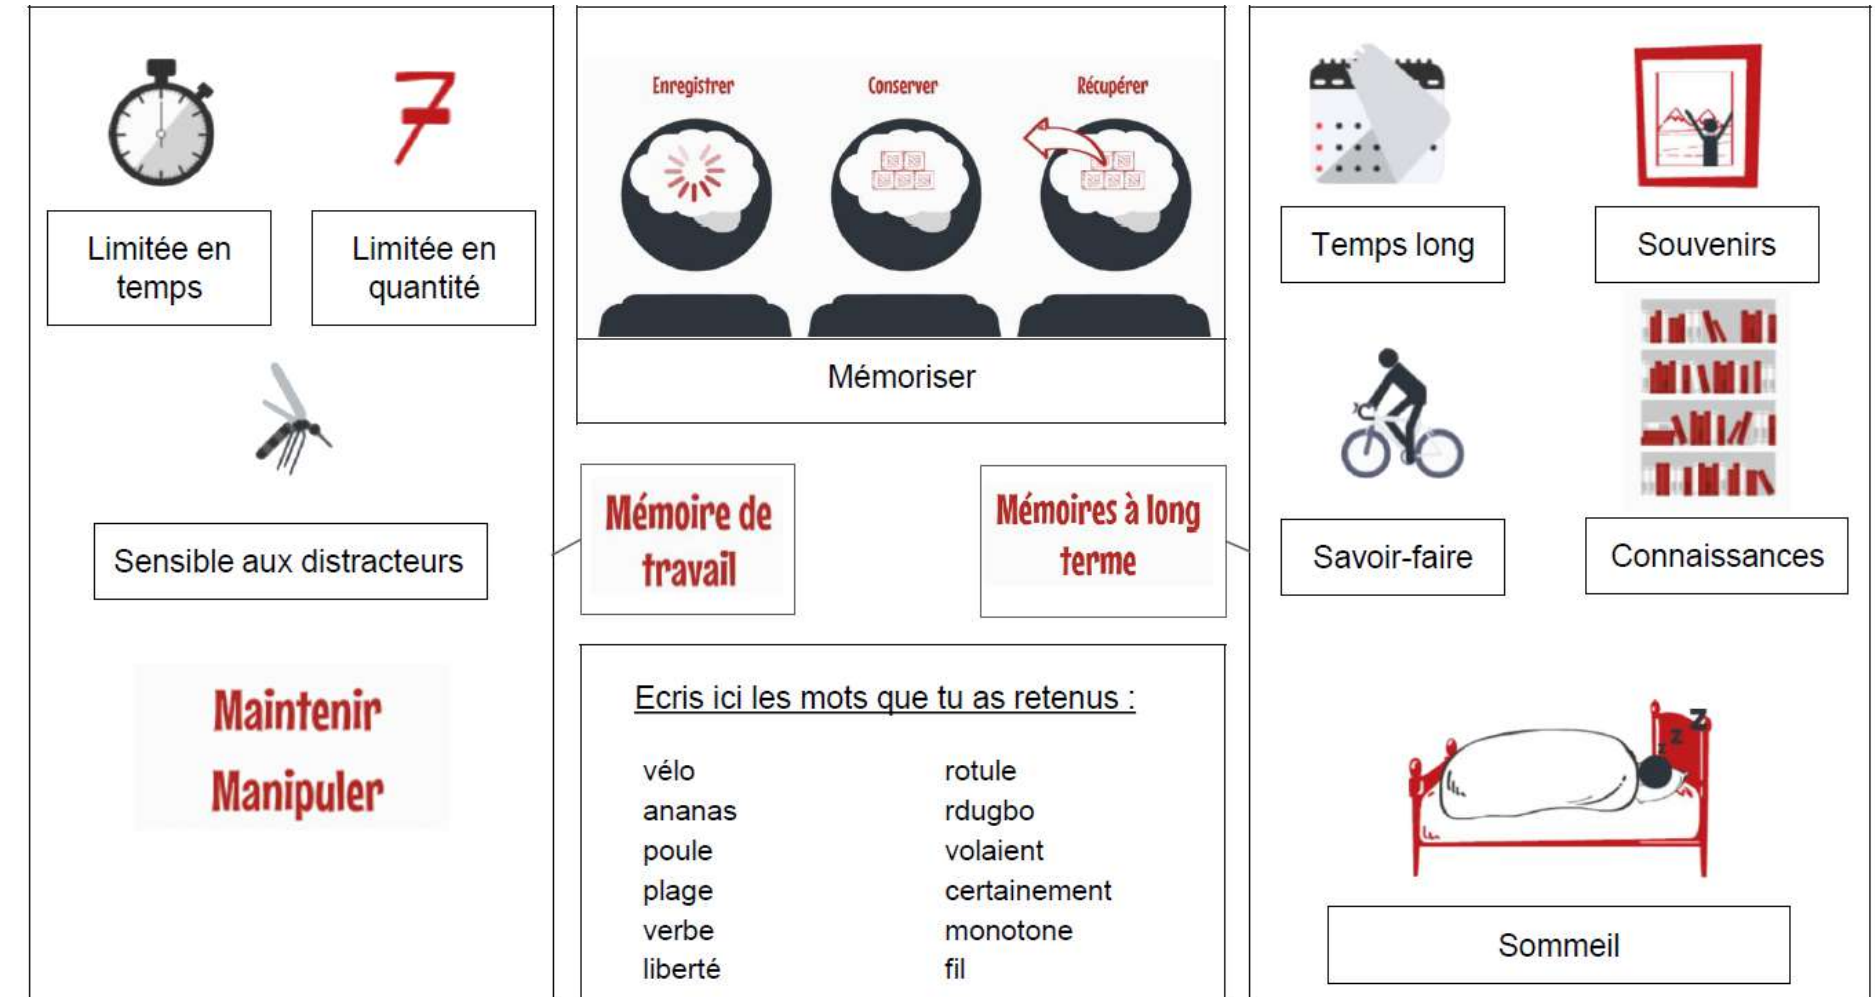 7
Limitée en
temps
Limitée en
quantité
Sensible aux distracteurs
Maintenir
Manipuler
Enregistrer
Conserver
Récupérer
Mémoriser
Mémoire de
travail
Mémoires à long
terme
Ecris ici les mots que tu as retenus :
vélo
ananas
poule
plage
verbe
liberté
rotule
rdugbo
volaient
certainement
monotone
fil
Temps long
Souvenirs
Savoir-faire
Connaissances
z z Z
Sommeil